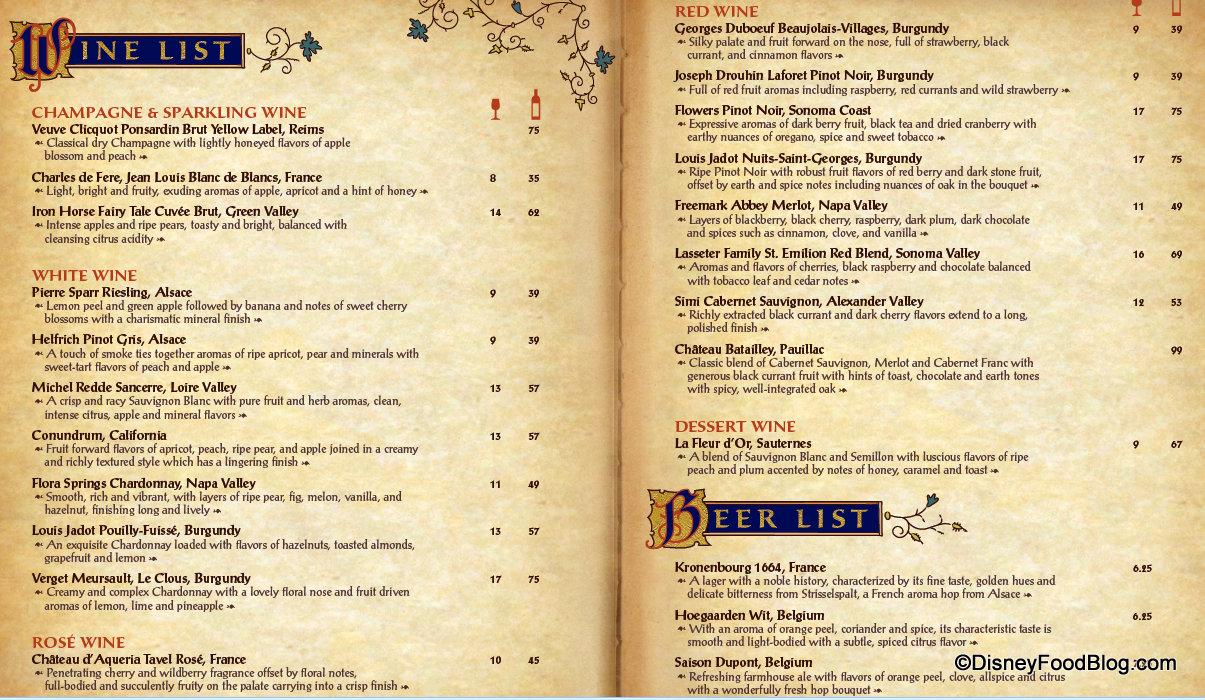 WINE LIST
CHAMPAGNE & SPARKLING WINE
Veuve Clicquot Ponsardin Brut Yellow Label, Reims 75
Classical dry Champagne with lightly honeyed flavors of apple
blossom and peach
Charles de Fere, Jean Louis Blanc de Blancs, France 8 35
Light, bright and fruity, exuding aromas of apple, apricot and a hint of honey
Iron Horse Fairy Tale Cuvée Brut, Green Valley 14 62
Intense apples and ripe pears, toasty and bright, balanced with
cleansing citrus acidity
WHITE WINE
Pierre Sparr Riesling, Alsace 9 39
Lemon peel and green apple followed by banana and notes of sweet cherry
blossoms with a charismatic mineral finish
Helfrich Pinot Gris, Alsace 9 39
A touch of smoke ties together aromas of ripe apricot, pear and minerals with
sweet-tart flavors of peach and apple
Michel Redde Sancerre, Loire Valley 13 57
A crisp and racy Sauvignon Blanc with pure fruit and herb aromas, clean,
intense citrus, apple and mineral flavors
Conundrum, California 13 57
Fruit forward flavors of apricot, peach, ripe pear, and apple joined in a creamy
and richly textured style which has a lingering finish
Flora Springs Chardonnay, Napa Valley 11 49
Smooth, rich and vibrant, with layers of ripe pear, fig, melon, vanilla, and
hazelnut, finishing long and lively
Louis Jadot Pouilly-Fuissé, Burgundy 13 57
An exquisite Chardonnay loaded with flavors of hazelnuts, toasted almonds,
grapefruit and lemon
Verget Meursault, Le Clous, Burgundy 17 75
Creamy and complex Chardonnay with a lovely floral nose and fruit driven
aromas of lemon, lime and pineapple
ROSÉ WINE
Château d'Aqueria Tavel Rosé, France 10 45
Penetrating cherry and wildberry fragrance offset by floral notes,
full-bodied and succulently fruity on the palate carrying into a crisp finish
RED WINE
Georges Duboeuf Beaujolais-Villages, Burgundy 9 39
Silky palate and fruit forward on the nose, full of strawberry, black
currant, and cinnamon flavors
Joseph Drouhin Laforet Pinot Noir, Burgundy 9 39
Full of red fruit aromas including raspberry, red currants and wild strawberry
Flowers Pinot Noir, Sonoma Coast 17 75
Expressive aromas of dark berry fruit, black tea and dried cranberry with
earthy nuances of oregano, spice and sweet tobacco
Louis Jadot Nuits-Saint-Georges, Burgundy 17 75
Ripe Pinot Noir with robust fruit flavors of red berry and dark stone fruit,
offset by earth and spice notes including nuances of oak in the bouquet
Freemark Abbey Merlot, Napa Valley 11 49
Layers of blackberry, black cherry, raspberry, dark plum, dark chocolate
and spices such as cinnamon, clove, and vanilla
Lasseter Family St. Emilion Red Blend, Sonoma Valley 16 69
Aromas and flavors of cherries, black raspberry and chocolate balanced
with tobacco leaf and cedar notes
Simi Cabernet Sauvignon, Alexander Valley 12 53
Richly extracted black currant and dark cherry flavors extend to a long,
polished finish
Château Batailley, Pauillac 99
Classic blend of Cabernet Sauvignon, Merlot and Cabernet Franc with
generous black currant fruit with hints of toast, chocolate and earth tones
with spicy, well-integrated oak
DESSERT WINE
La Fleur d'Or, Sauternes 9 67
A blend of Sauvignon Blanc and Semillon with luscious flavors of ripe
peach and plum accented by notes of honey, caramel and toast
BEER LIST
Kronenbourg 1664, France 6.25
A lager with a noble history, characterized by its fine taste, golden hues and
delicate bitterness from Strisselspalt, a French aroma hop from Alsace
Hoegaarden Wit, Belgium 6.25
With an aroma of orange peel, coriander and spice, its characteristic taste is
smooth and light-bodied with a subtle, spiced citrus flavor
Saison Dupont, Belgium
Refreshing farmhouse ale with flavors of orange peel, clove, allspice and citrus
with a wonderfully fresh hop bouquet
©DisneyFoodBlog.com